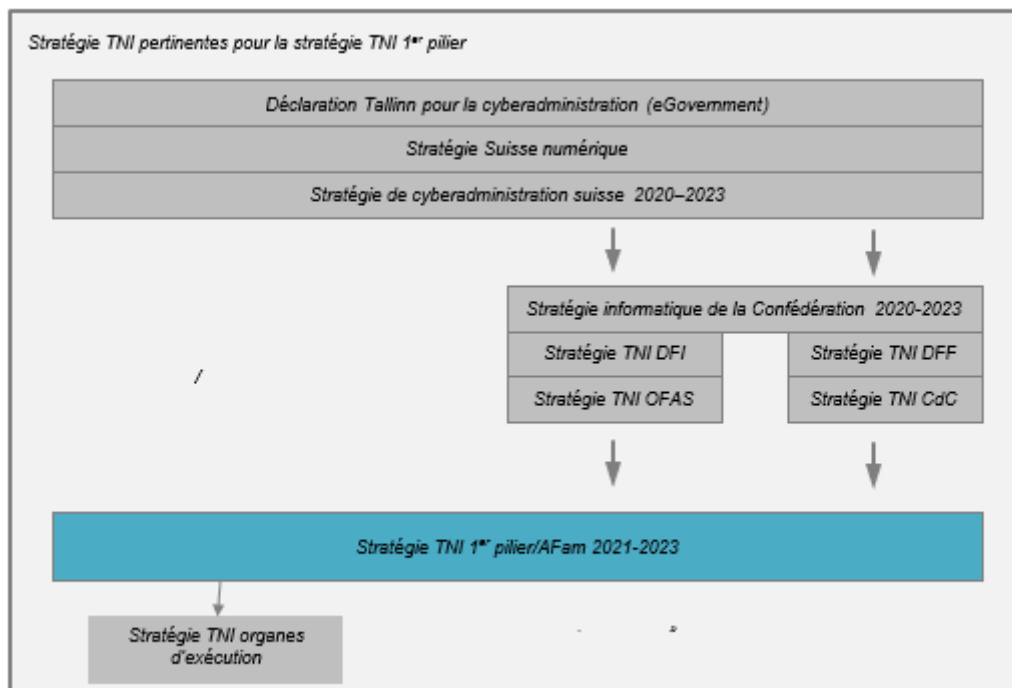 Stratégie TNI pertinentes pour la stratégie TNI 1er pilier
Déclaration Tallinn pour la cyberadministration (eGovernment)
Stratégie Suisse numérique
Stratégie de cyberadministration suisse 2020–2023
Stratégie informatique de la Confédération 2020-2023
Stratégie TNI DFI
Stratégie TNI DFF
/
Stratégie TNI OFAS
Stratégie TNI CdC
Stratégie TNI 1er pilier/AFam 2021-2023
Stratégie TNI organes
d'exécution